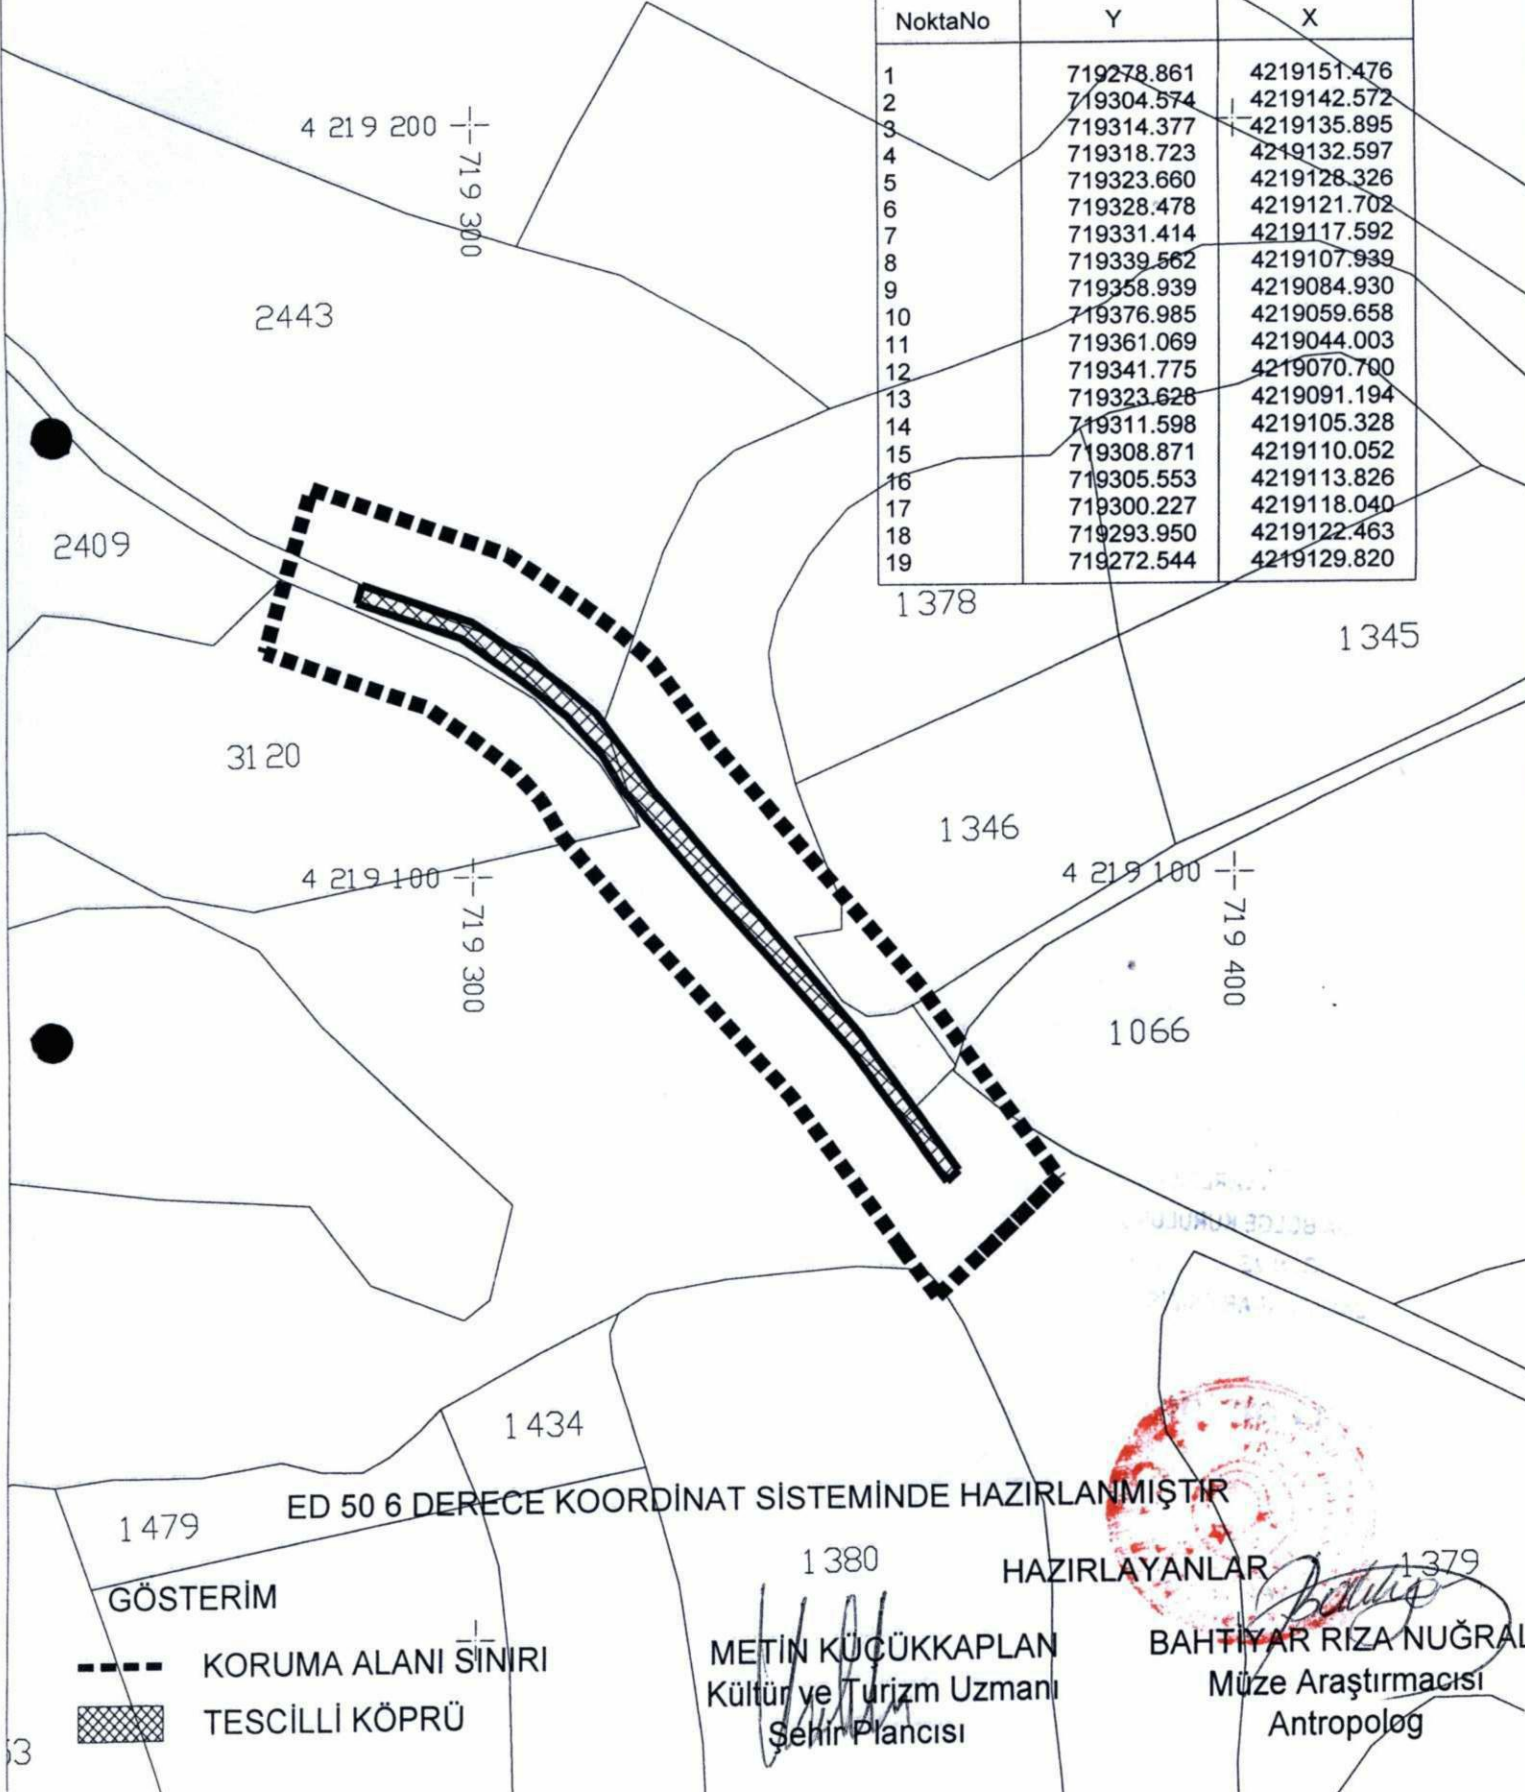 NoktaNo Y X
1 719278.861 4219151.476
2 719304.574 4219142.572
3 719314.377 4219135.895
4 719318.723 4219132.597
5 719323.660 4219128.326
6 719328.478 4219121.702
7 719331.414 4219117.592
8 719339.562 4219107.939
9 719358.939 4219084.930
10 719376.985 4219059.658
11 719361.069 4219044.003
12 719341.775 4219070.700
13 719323.628 4219091.194
14 719311.598 4219105.328
15 719308.871 4219110.052
16 719305.553 4219113.826
17 719300.227 4219118.040
18 719293.950 4219122.463
19 719272.544 4219129.820
4 219 200
719 300
2443
2409
1378
1345
3120
1346
4 219 100
719 300
4 219 100
719 400
1066
1434
ED 50 6 DERECE KOORDİNAT SİSTEMİNDE HAZIRLANMIŞTIR
1479
1380
HAZIRLAYANLAR
1379
GÖSTERİM
KORUMA ALANI SINIRI
TESCİLLİ KÖPRÜ
METİN KÜÇÜKKAPLAN
Kültür ve Turizm Uzmanı
Şehir Plancısı
BAHTİYAR RIZA NUĞRAL
Müze Araştırmacısı
Antropolog